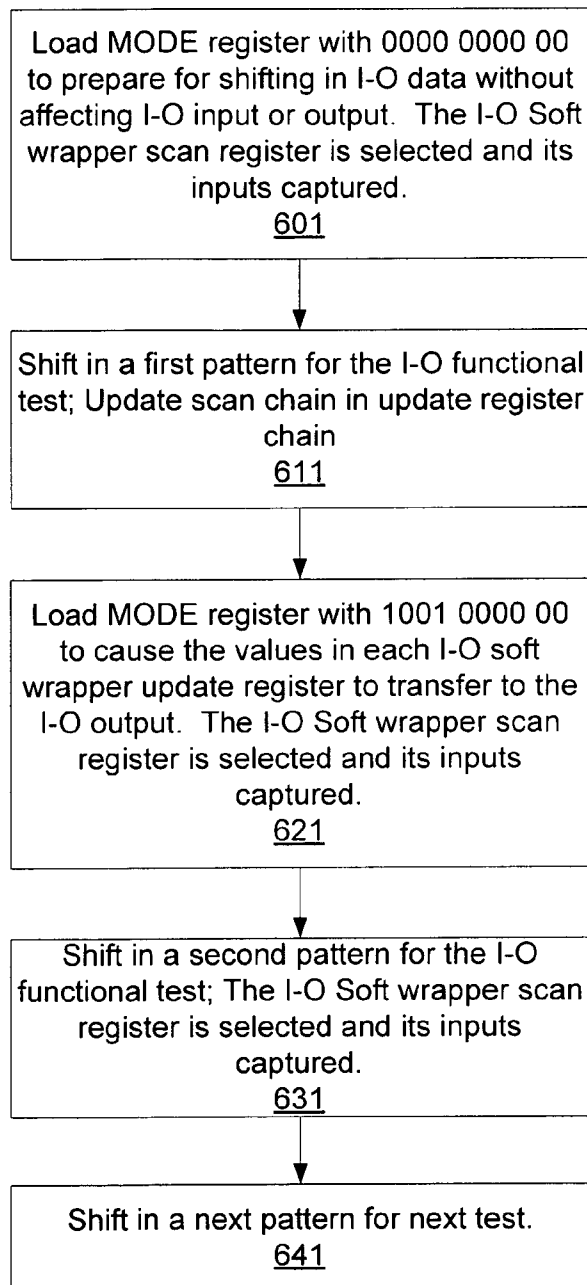 Load MODE register with 0000 0000 00
to prepare for shifting in I-O data without
affecting I-O input or output. The I-O Soft
wrapper scan register is selected and its
inputs captured.
601
Shift in a first pattern for the I-O functional
test; Update scan chain in update register
chain
611
Load MODE register with 1001 0000 00
to cause the values in each I-O soft
wrapper update register to transfer to the
I-O output. The I-O Soft wrapper scan
register is selected and its inputs
captured.
621
Shift in a second pattern for the I-O
functional test; The I-O Soft wrapper scan
register is selected and its inputs
captured.
631
Shift in a next pattern for next test.
641